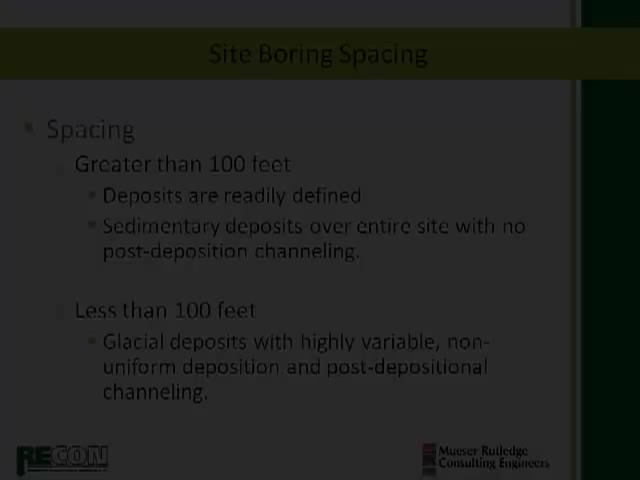 Site Boring Spacing
Spacing
Greater than 100 feet
Deposits are readily defined
Sedimentary deposits over entire site with no
post-deposition channeling.
Less than 100 feet
Glacial deposits with highly variable, non-
uniform deposition and post-depositional
channeling.
RECON
Mueser Rutledge
Consulting Engineers